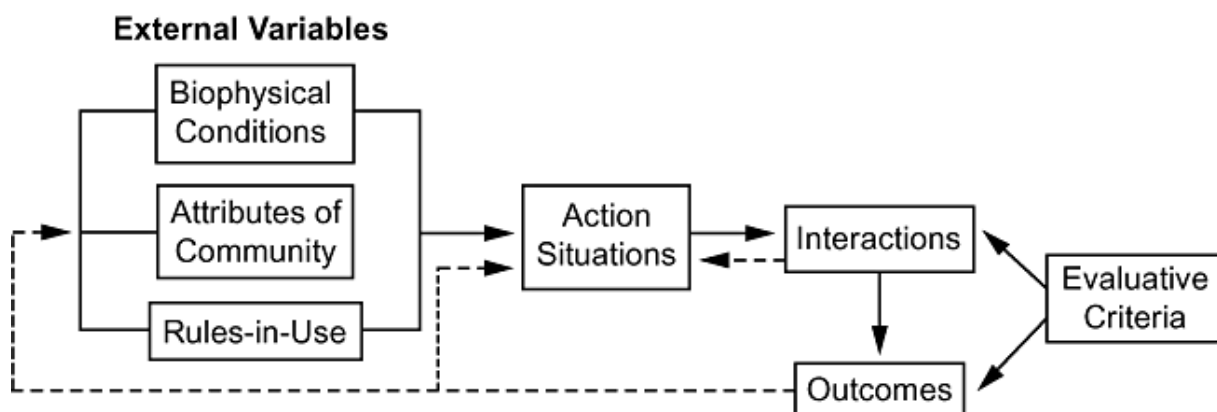 External Variables
Biophysical
Conditions
Attributes of
Community
Rules-in-Use
Action
Situations
Interactions
Outcomes
Evaluative
Criteria